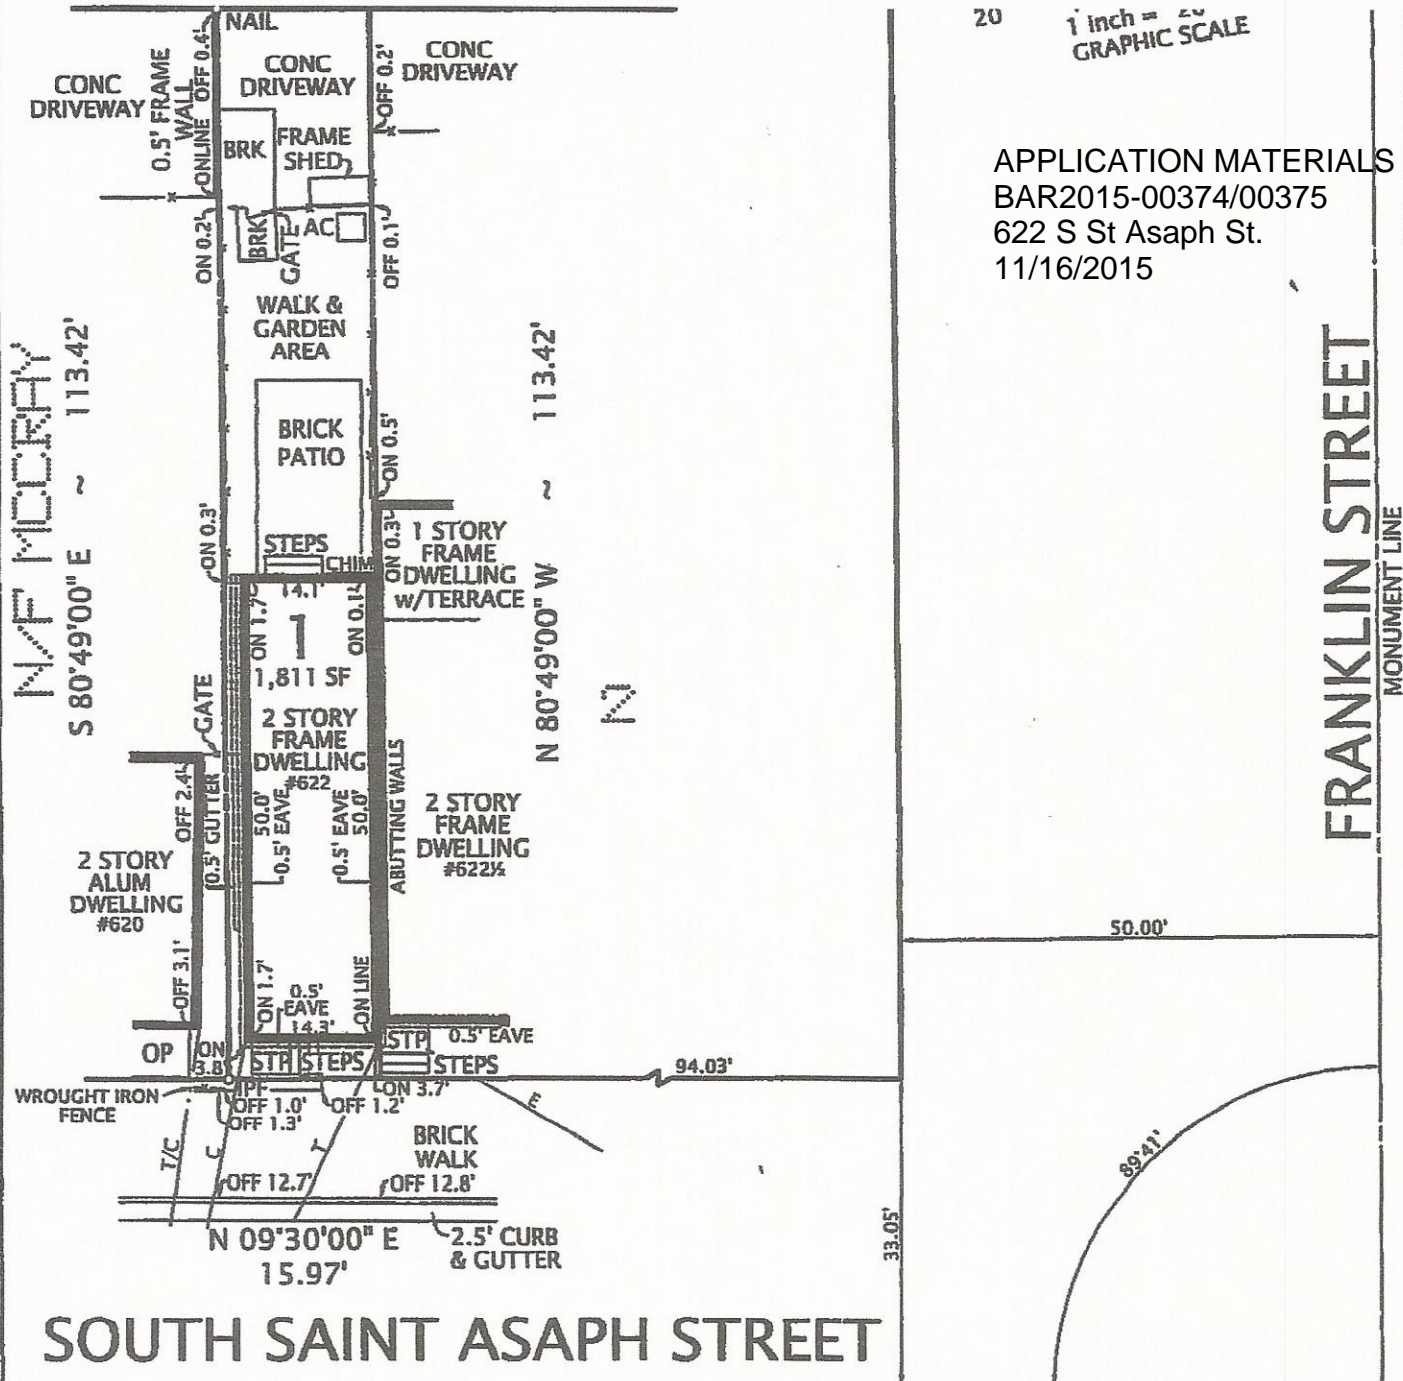 NAIL
OFF 0.4'
CONC
DRIVEWAY
0.5' FRAME
WALL
ONLINE
CONC
DRIVEWAY
OFF 0.2'
CONC
DRIVEWAY
20
1 inch =
GRAPHIC SCALE
APPLICATION MATERIALS
BAR2015-00374/00375
622 S St Asaph St.
11/16/2015
BRK
FRAME
SHED
ON 0.2'
BRK
GATE
AC
OFF 0.1'
WALK &
GARDEN
AREA
N/F MCCRAY
S 80°49'00" E ~ 113.42'
BRICK
PATIO
ON 0.5'
N 80°49'00" W ~ 113.42'
ON 0.3'
STEPS
CHIM
ON 0.3'
1 STORY
FRAME
DWELLING
w/TERRACE
14.1'
ON 1.7'
ON 0.1'
1
1,811 SF
2
GATE
2 STORY
FRAME
DWELLING
#622
OFF 2.4'
0.5' GUTTER
50.0'
0.5' EAVE
0.5' EAVE
50.0'
ABUTTING WALLS
2 STORY
FRAME
DWELLING
#622½
2 STORY
ALUM
DWELLING
#620
OFF 3.1'
ON 1.7'
0.5'
EAVE
14.3'
ON LINE
0.5' EAVE
OP
ON
3.8'
STP
STEPS
STP
STEPS
94.03'
WROUGHT IRON
FENCE
IPF
OFF 1.0'
OFF 1.3'
OFF 1.2'
ON 3.7'
E
T/C
C
T
BRICK
WALK
OFF 12.7'
OFF 12.8'
N 09°30'00" E
15.97'
2.5' CURB
& GUTTER
SOUTH SAINT ASAPH STREET
FRANKLIN STREET
MONUMENT LINE
50.00'
33.05'
89°41'